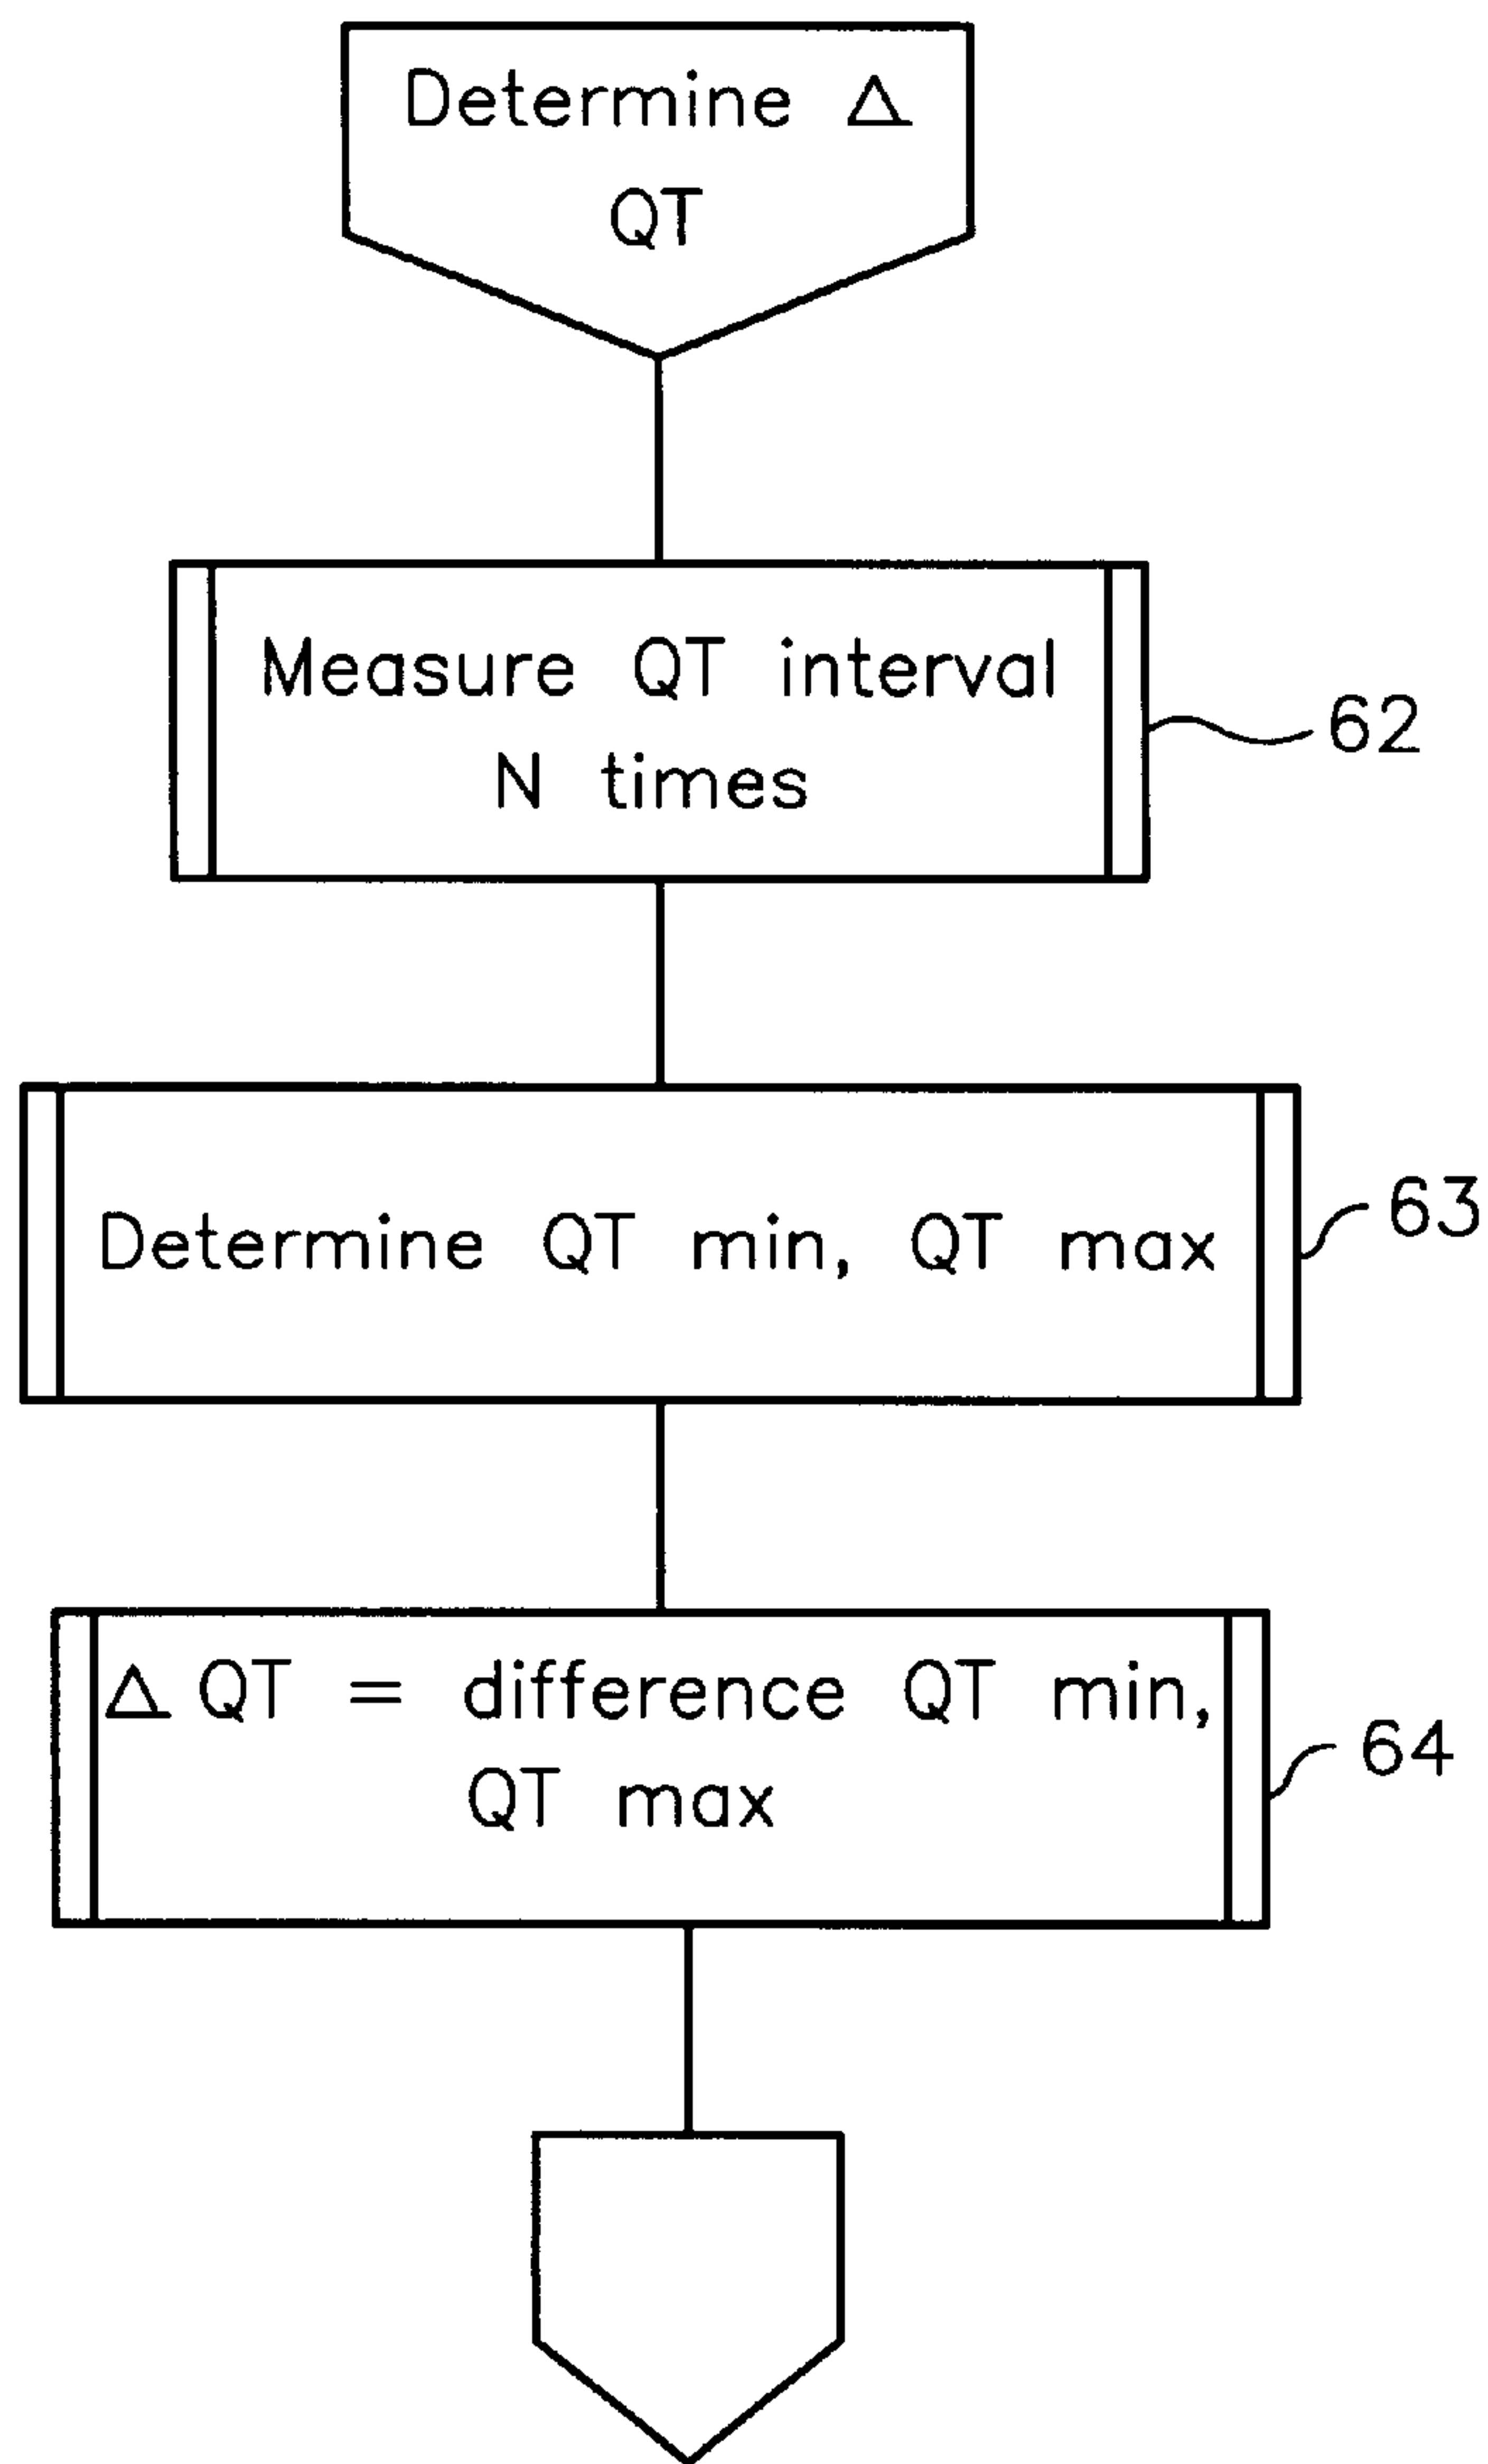 Determine Δ
QT
Measure QT interval
N times
62
Determine QT min, QT max
63
Δ QT = difference QT min,
QT max
64